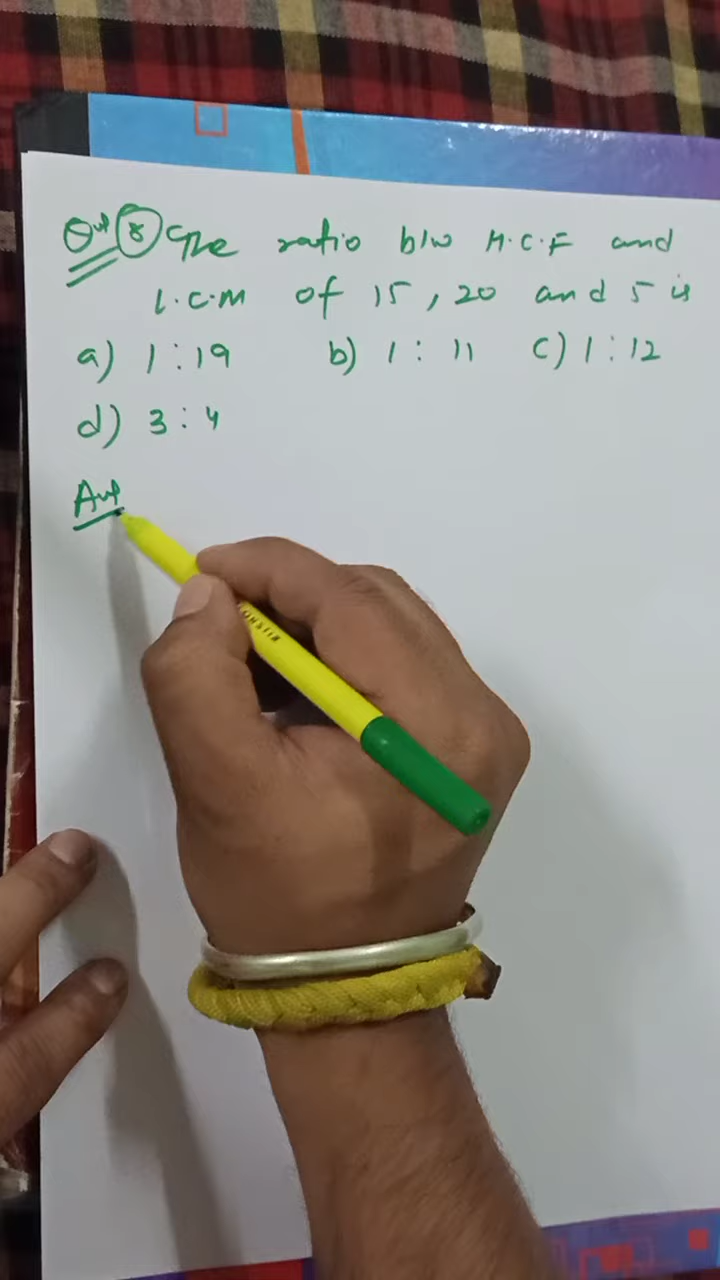 Qus 8 The ratio b/w H.C.F and
L.C.M of 15, 20 and 5 is
a) 1:19 b) 1:11 c) 1:12
d) 3:4
Ans